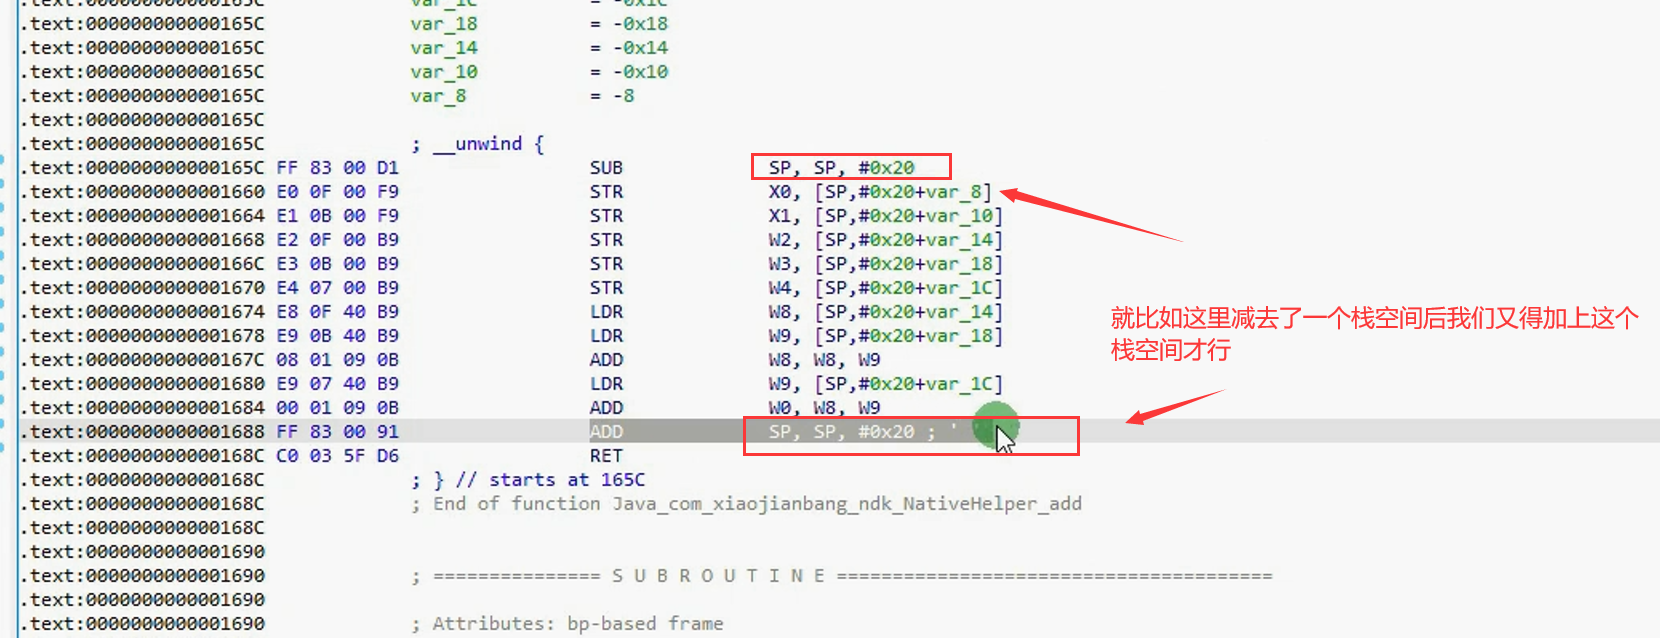 .text:000000000000165C var_1C = -0x1C
.text:000000000000165C var_18 = -0x18
.text:000000000000165C var_14 = -0x14
.text:000000000000165C var_10 = -0x10
.text:000000000000165C var_8 = -8
.text:000000000000165C
.text:000000000000165C ; __unwind {
.text:000000000000165C FF 83 00 D1 SUB SP, SP, #0x20
.text:0000000000001660 E0 0F 00 F9 STR X0, [SP,#0x20+var_8]
.text:0000000000001664 E1 0B 00 F9 STR X1, [SP,#0x20+var_10]
.text:0000000000001668 E2 0F 00 B9 STR W2, [SP,#0x20+var_14]
.text:000000000000166C E3 0B 00 B9 STR W3, [SP,#0x20+var_18]
.text:0000000000001670 E4 07 00 B9 STR W4, [SP,#0x20+var_1C]
.text:0000000000001674 E8 0F 40 B9 LDR W8, [SP,#0x20+var_14]
.text:0000000000001678 E9 0B 40 B9 LDR W9, [SP,#0x20+var_18]
.text:000000000000167C 08 01 09 0B ADD W8, W8, W9
.text:0000000000001680 E9 07 40 B9 LDR W9, [SP,#0x20+var_1C]
.text:0000000000001684 00 01 09 0B ADD W0, W8, W9
.text:0000000000001688 FF 83 00 91 ADD SP, SP, #0x20 ; '
.text:000000000000168C C0 03 5F D6 RET
.text:000000000000168C ; } // starts at 165C
.text:000000000000168C ; End of function Java_com_xiaojianbang_ndk_NativeHelper_add
.text:000000000000168C
.text:0000000000001690
.text:0000000000001690 ; =============== S U B R O U T I N E =======================================
.text:0000000000001690
.text:0000000000001690 ; Attributes: bp-based frame
就比如这里减去了一个栈空间后我们又得加上这个
栈空间才行